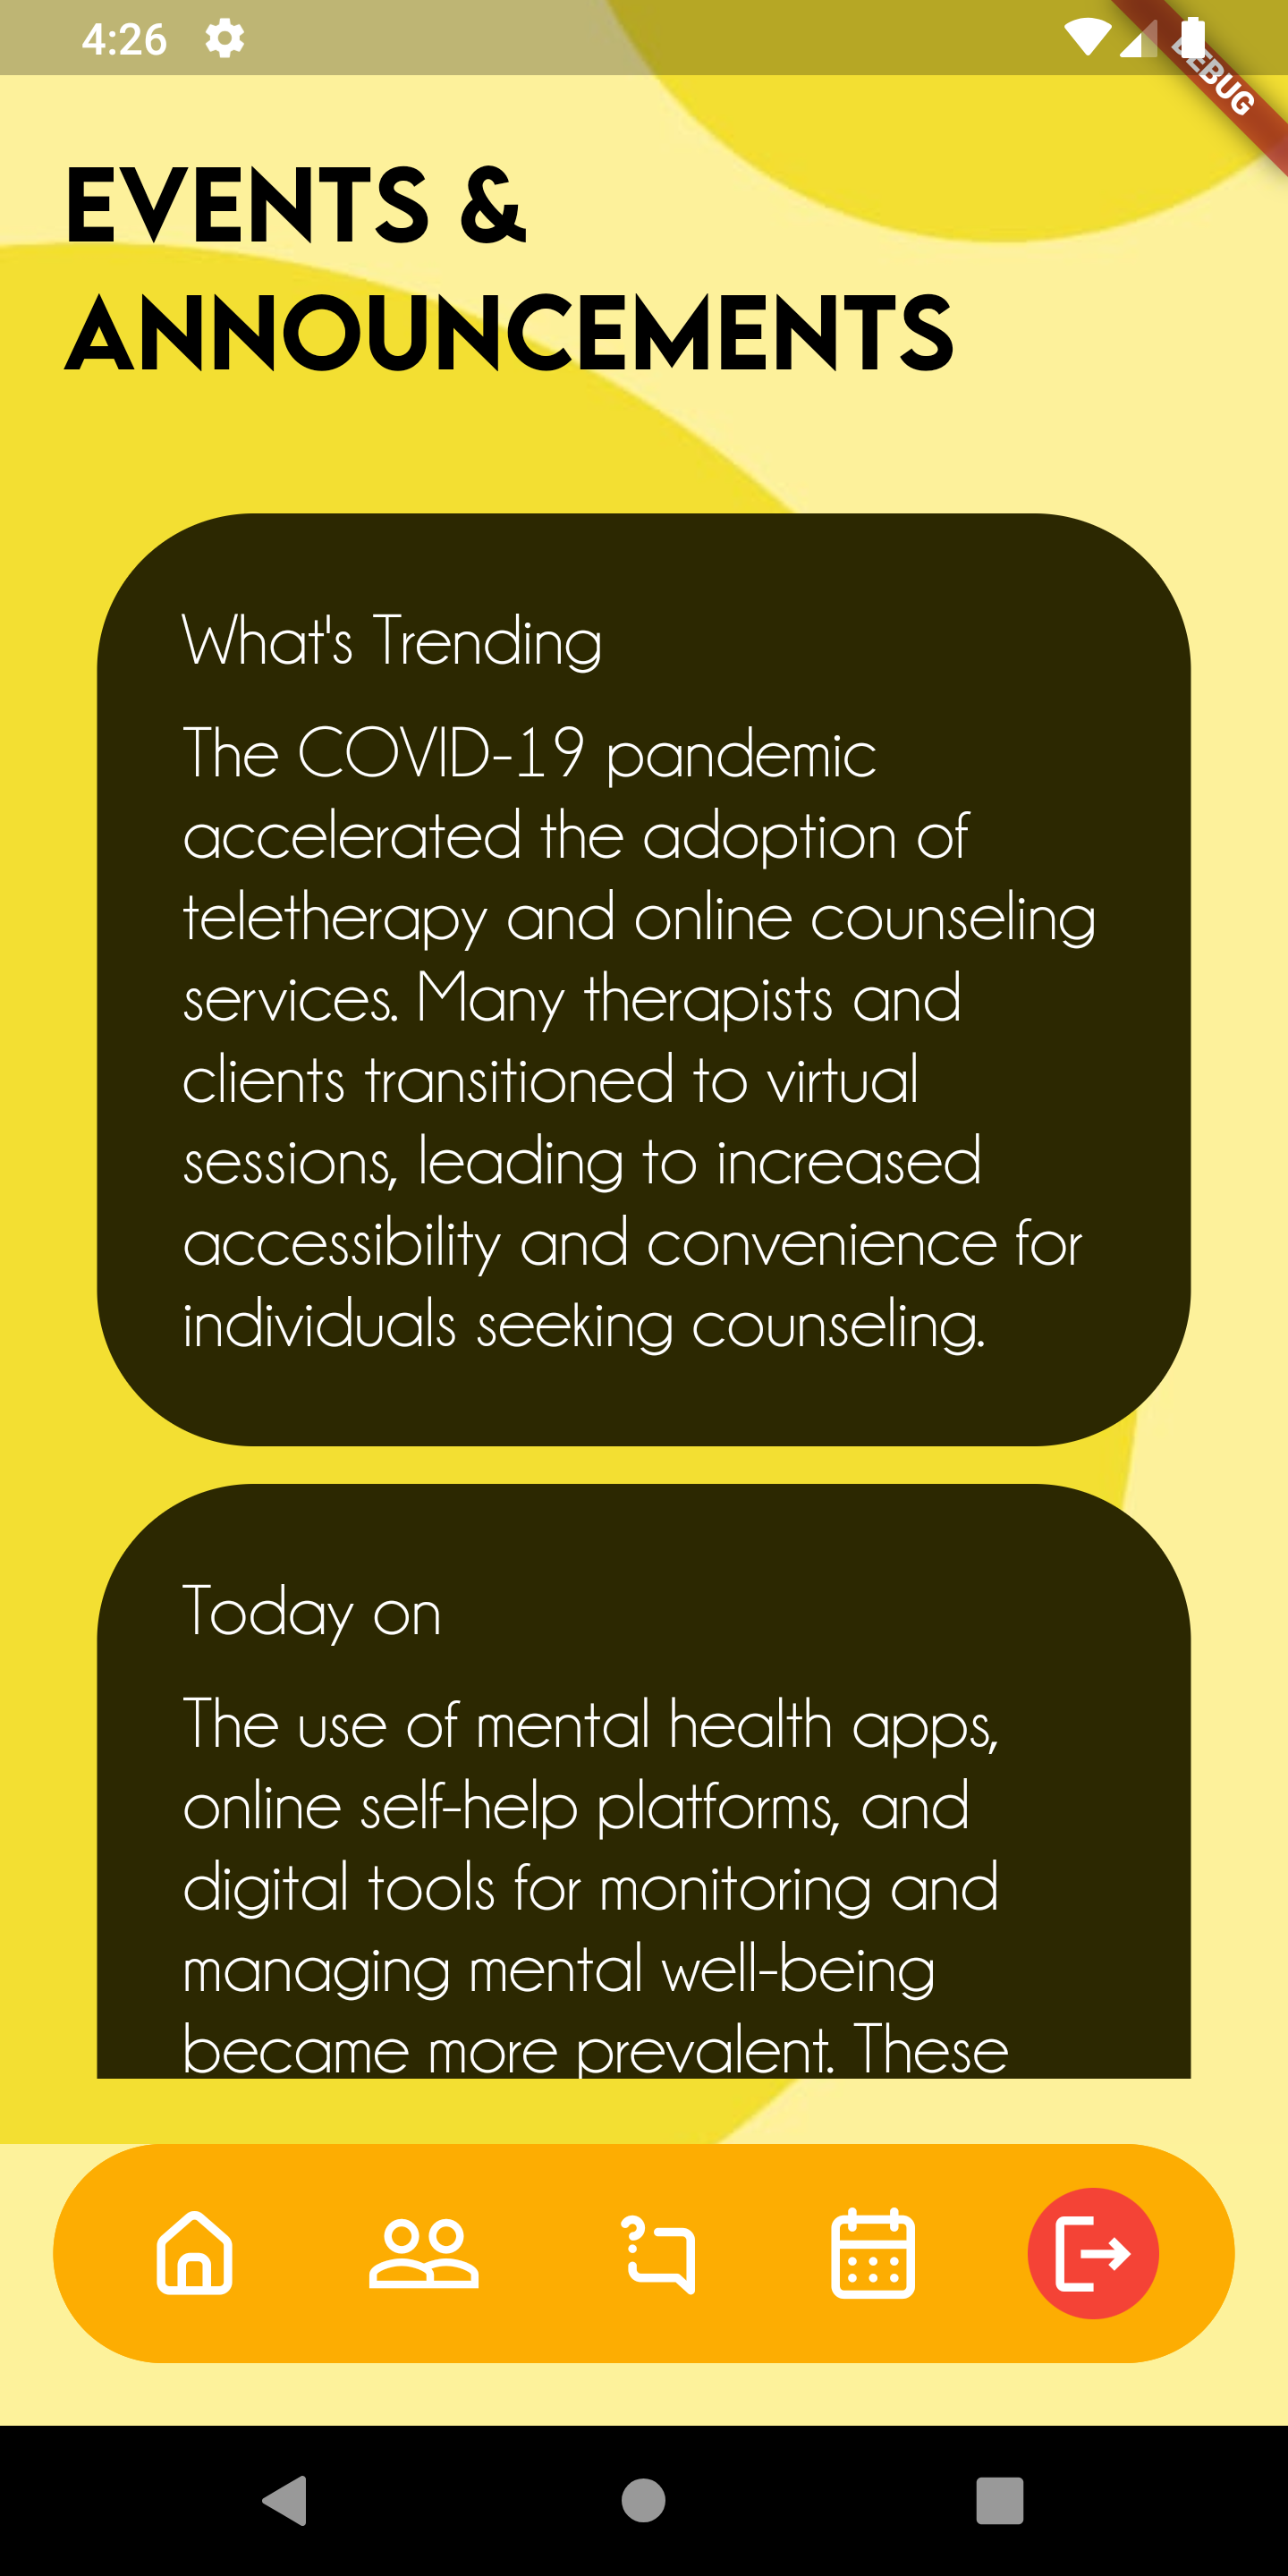 4:26
DEBUG
EVENTS &
ANNOUNCEMENTS
What's Trending
The COVID-19 pandemic
accelerated the adoption of
teletherapy and online counseling
services. Many therapists and
clients transitioned to virtual
sessions, leading to increased
accessibility and convenience for
individuals seeking counseling.
Today on
The use of mental health apps,
online self-help platforms, and
digital tools for monitoring and
managing mental well-being
became more prevalent. These